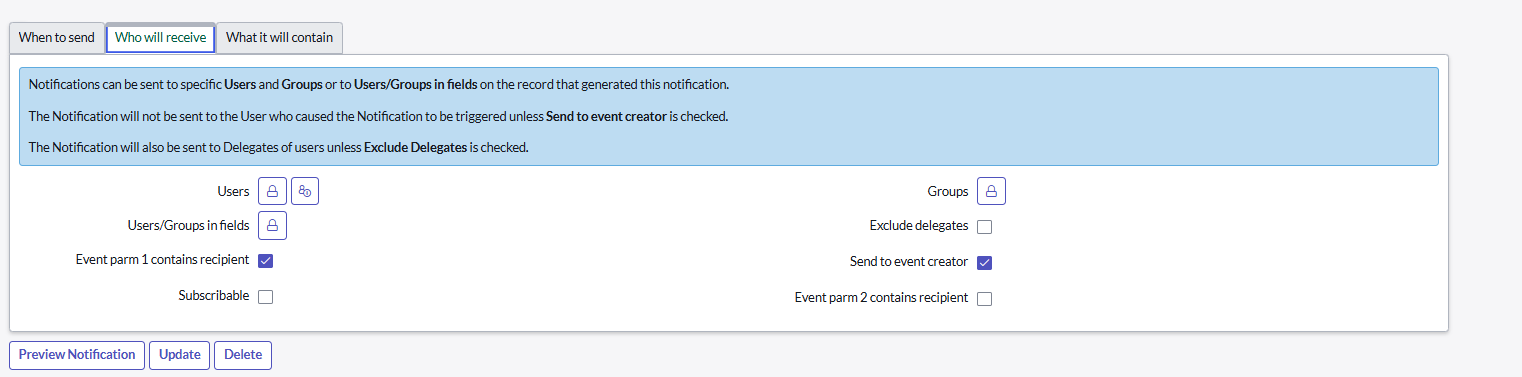 When to send
Who will receive
What it will contain
Notifications can be sent to specific Users and Groups or to Users/Groups in fields on the record that generated this notification.
The Notification will not be sent to the User who caused the Notification to be triggered unless Send to event creator is checked.
The Notification will also be sent to Delegates of users unless Exclude Delegates is checked.
Users
Groups
Users/Groups in fields
Exclude delegates
Event parm 1 contains recipient
Send to event creator
Subscribable
Event parm 2 contains recipient
Preview Notification
Update
Delete